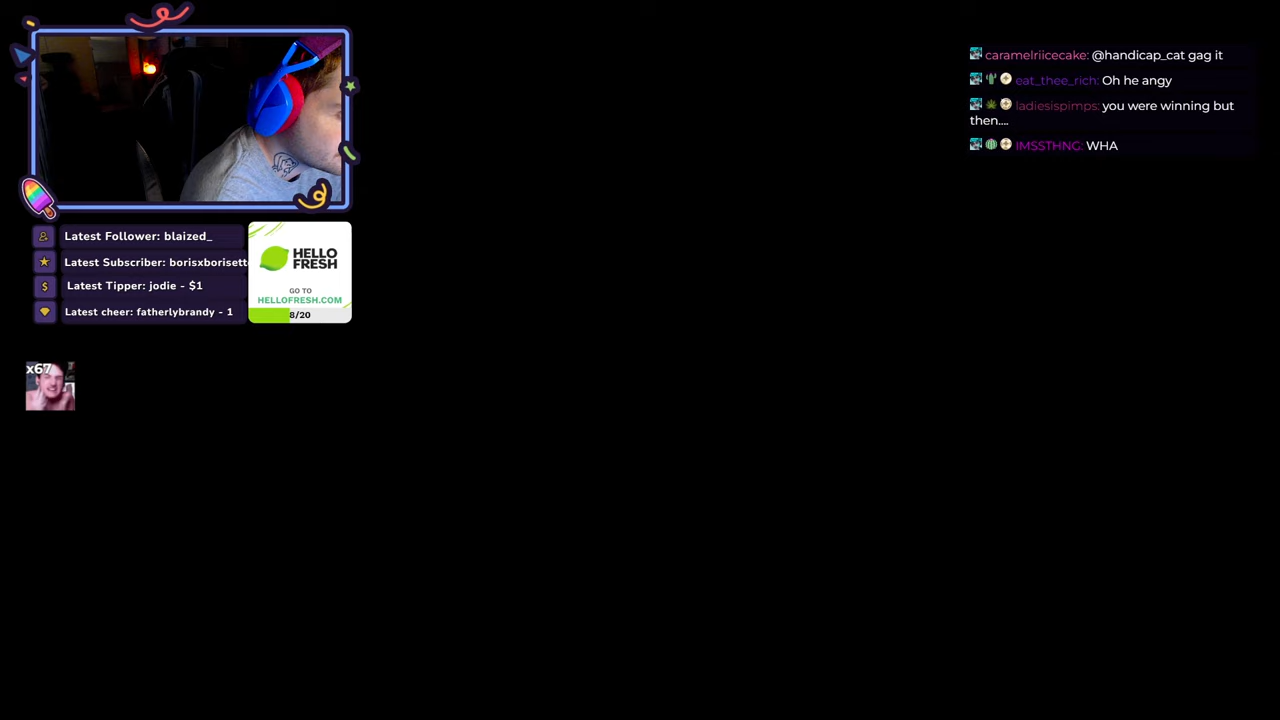 caramelriicecake: @handicap_cat gag it
eat_thee_rich: Oh he angy
ladiesispimps: you were winning but
then....
IMSSTHNG: WHA
Latest Follower: blaized_
Latest Subscriber: borisxborisett
Latest Tipper: jodie - $1
Latest cheer: fatherlybrandy - 1
HELLO
FRESH
GO TO
HELLOFRESH.COM
8/20
x67